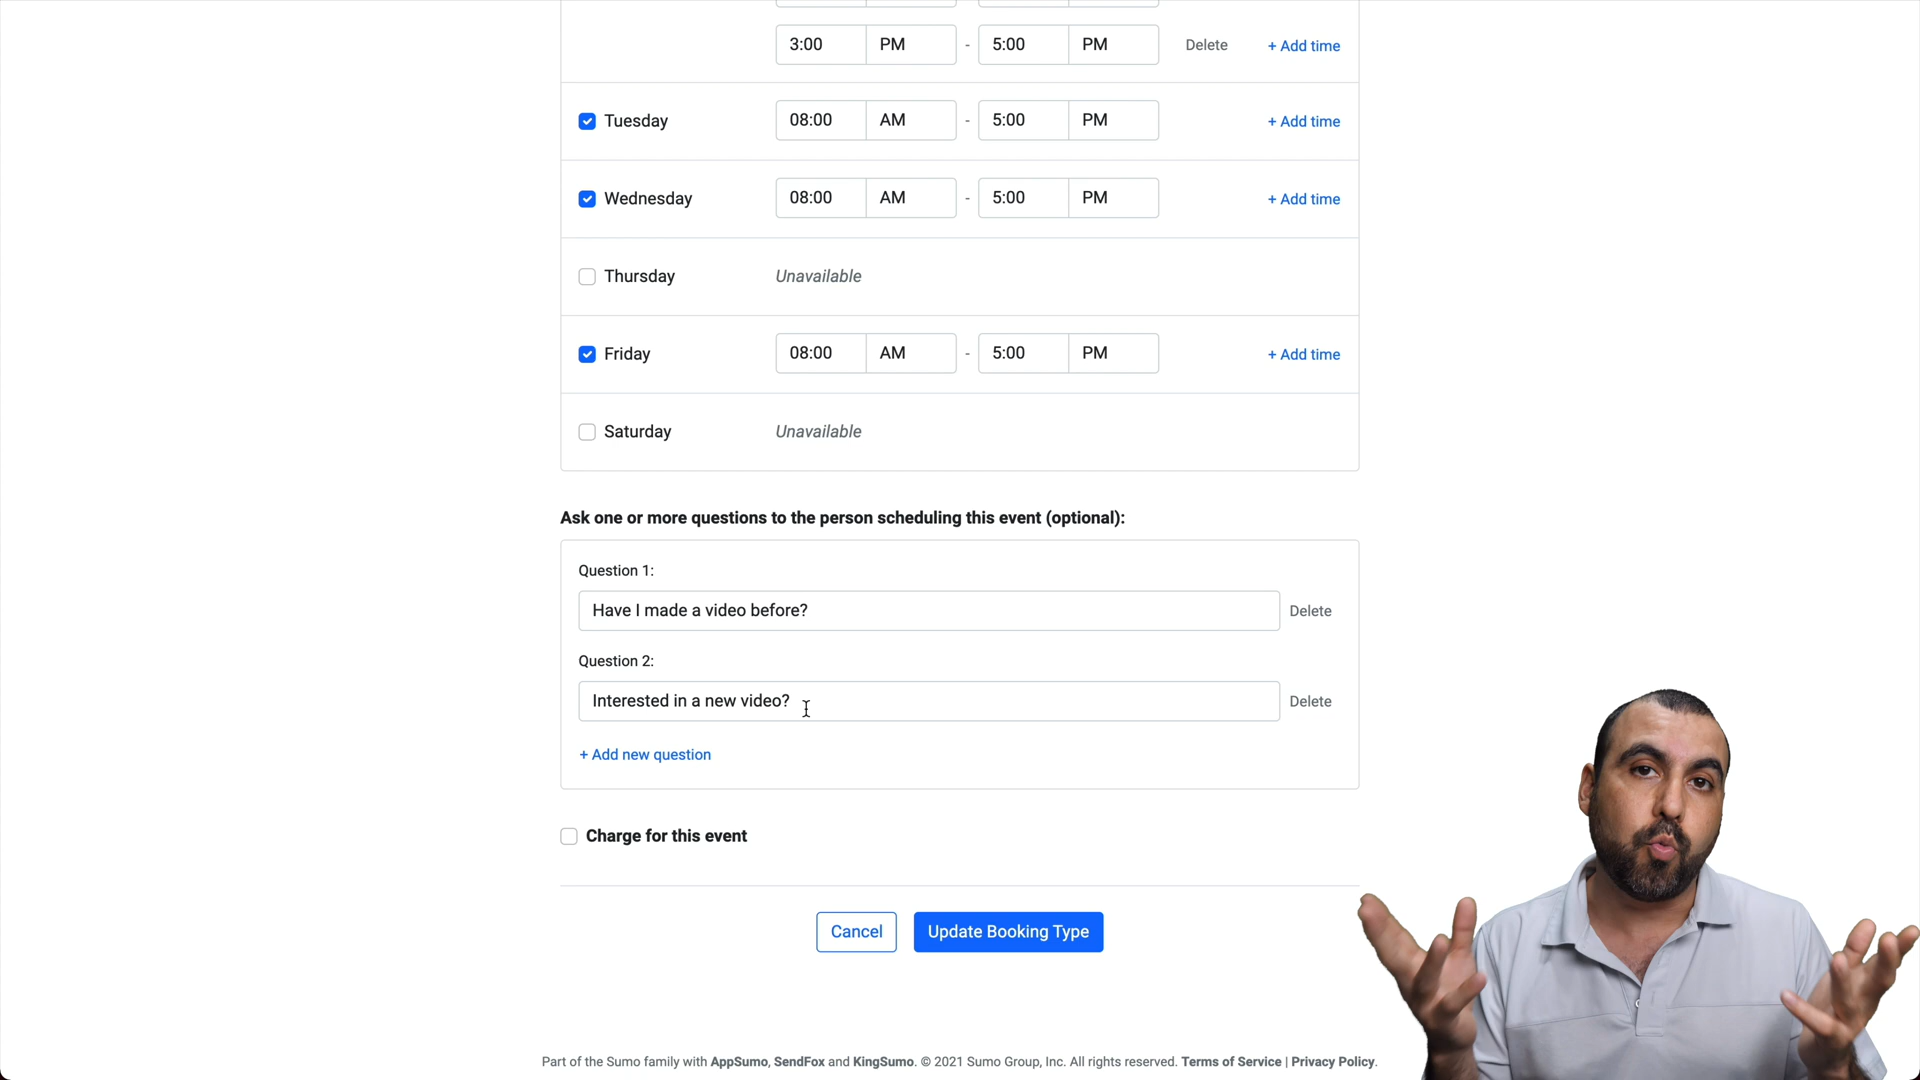 3:00 PM - 5:00 PM Delete + Add time
Tuesday 08:00 AM - 5:00 PM + Add time
Wednesday 08:00 AM - 5:00 PM + Add time
Thursday Unavailable
Friday 08:00 AM - 5:00 PM + Add time
Saturday Unavailable
Ask one or more questions to the person scheduling this event (optional):
Question 1:
Have I made a video before? Delete
Question 2:
Interested in a new video? Delete
+ Add new question
Charge for this event
Cancel Update Booking Type
Part of the Sumo family with AppSumo, SendFox and KingSumo. © 2021 Sumo Group, Inc. All rights reserved. Terms of Service | Privacy Policy.